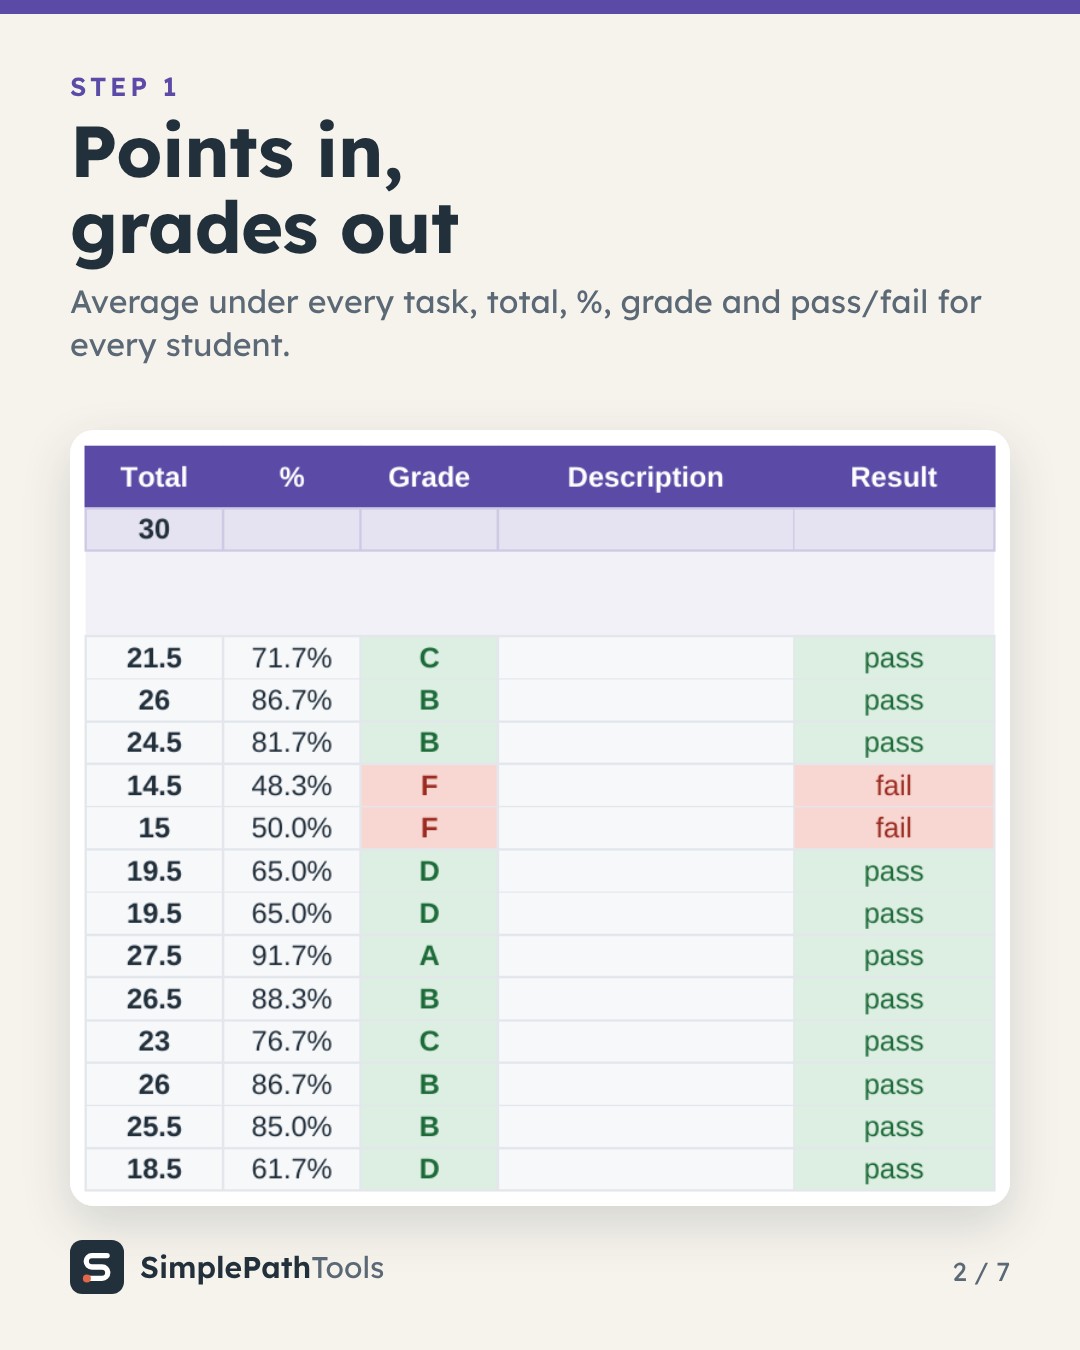 STEP 1
Points in,
grades out
Average under every task, total, %, grade and pass/fail for
every student.
Total % Grade Description Result
30
21.5 71.7% C pass
26 86.7% B pass
24.5 81.7% B pass
14.5 48.3% F fail
15 50.0% F fail
19.5 65.0% D pass
19.5 65.0% D pass
27.5 91.7% A pass
26.5 88.3% B pass
23 76.7% C pass
26 86.7% B pass
25.5 85.0% B pass
18.5 61.7% D pass
SimplePathTools
2 / 7